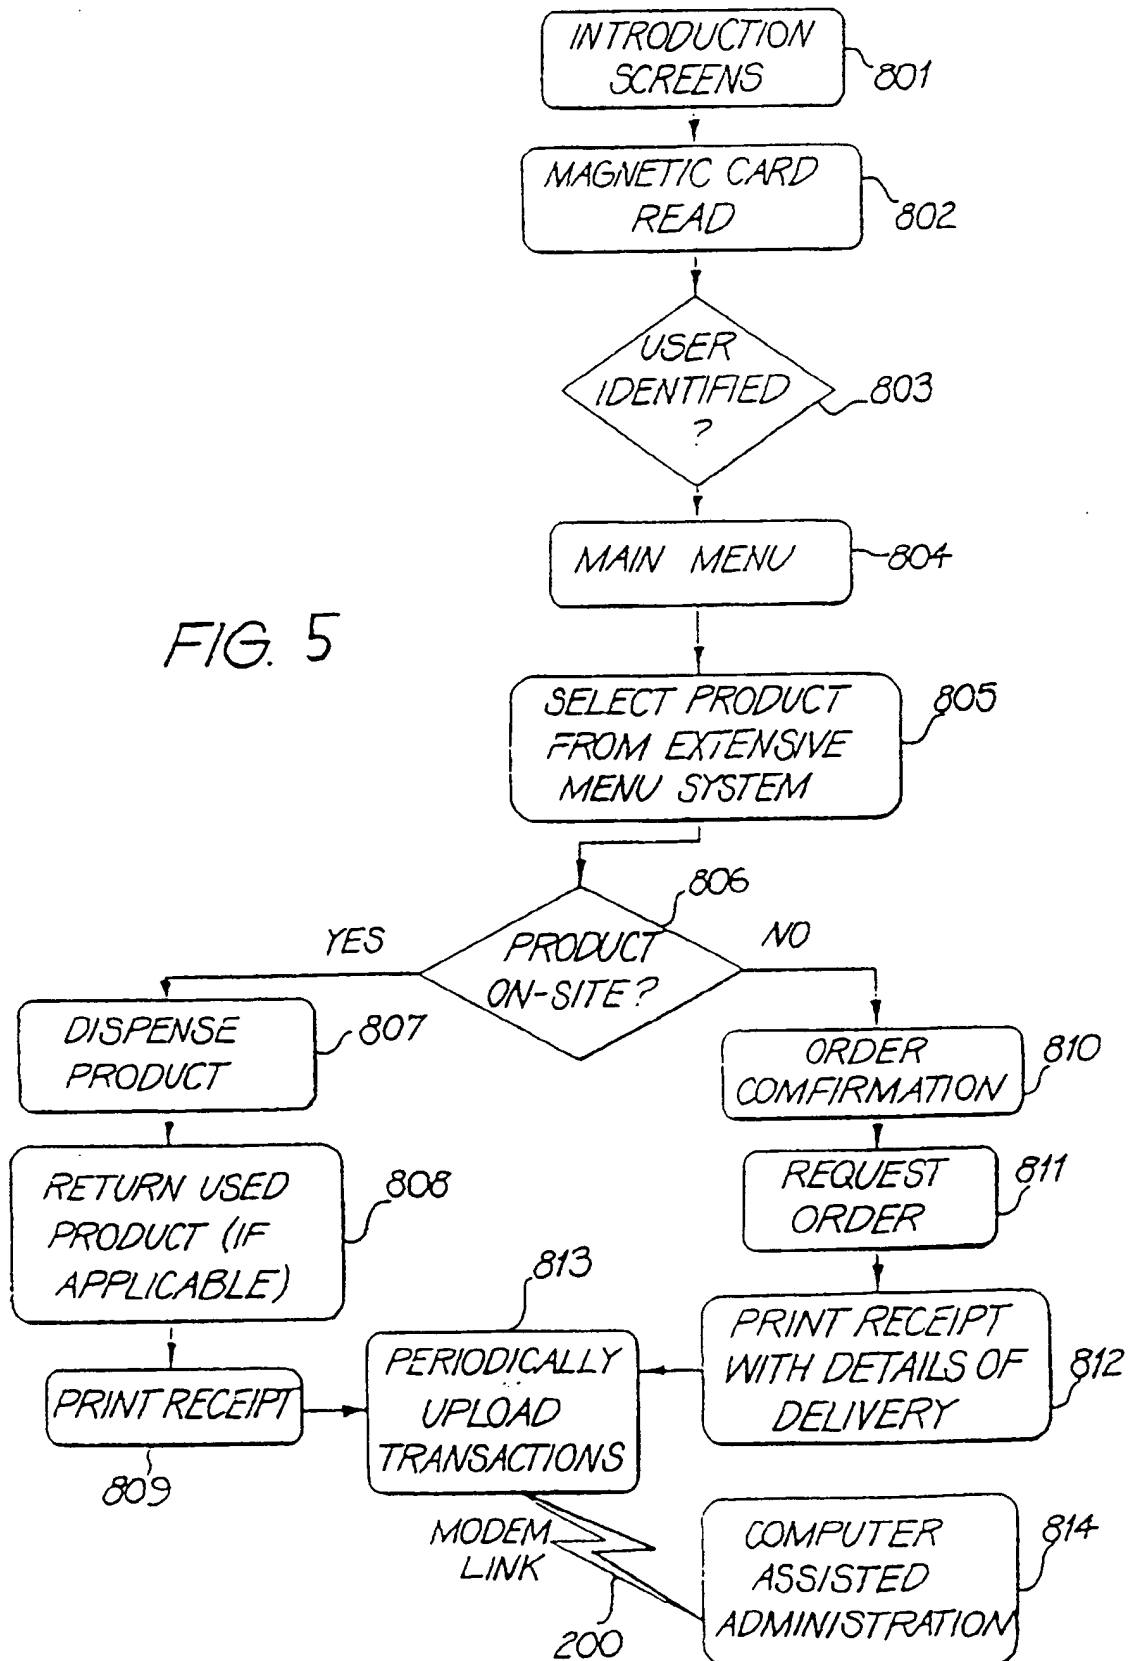 INTRODUCTION
SCREENS
801
MAGNETIC CARD
READ
802
USER
IDENTIFIED
?
803
MAIN MENU
804
FIG. 5
SELECT PRODUCT
FROM EXTENSIVE
MENU SYSTEM
805
806
YES
PRODUCT
ON-SITE?
NO
DISPENSE
PRODUCT
807
ORDER
COMFIRMATION
810
RETURN USED
PRODUCT (IF
APPLICABLE)
808
REQUEST
ORDER
811
813
PRINT RECEIPT
809
PERIODICALLY
UPLOAD
TRANSACTIONS
PRINT RECEIPT
WITH DETAILS OF
DELIVERY
812
MODEM
LINK
200
COMPUTER
ASSISTED
ADMINISTRATION
814